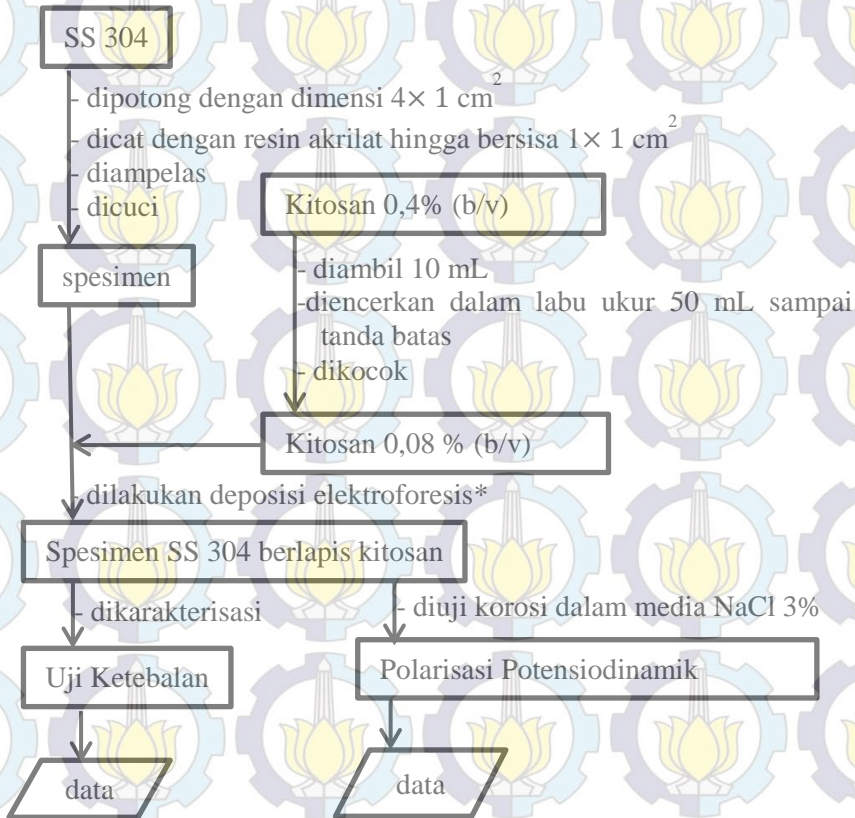 SS 304
- dipotong dengan dimensi 4× 1 cm²
- dicat dengan resin akrilat hingga bersisa 1× 1 cm²
- diampelas
- dicuci
Kitosan 0,4% (b/v)
spesimen
- diambil 10 mL
-diencerkan dalam labu ukur 50 mL sampai
tanda batas
- dikocok
Kitosan 0,08 % (b/v)
- dilakukan deposisi elektroforesis*
Spesimen SS 304 berlapis kitosan
- dikarakterisasi
- diuji korosi dalam media NaCl 3%
Uji Ketebalan
Polarisasi Potensiodinamik
data
data